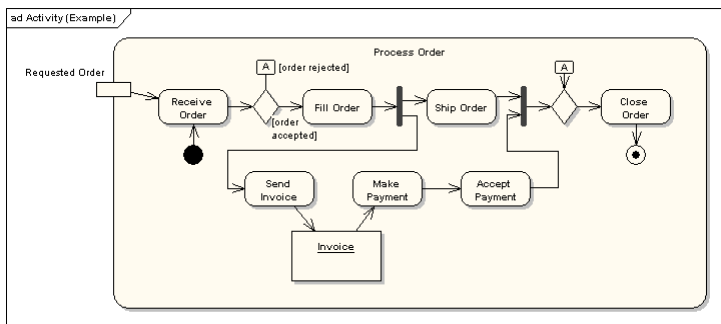 ad Activity (Example)
Process Order
Requested Order
A
[order rejected]
A
Receive
Order
Fill Order
Ship Order
Close
Order
[order
accepted]
Send
Invoice
Make
Payment
Accept
Payment
Invoice